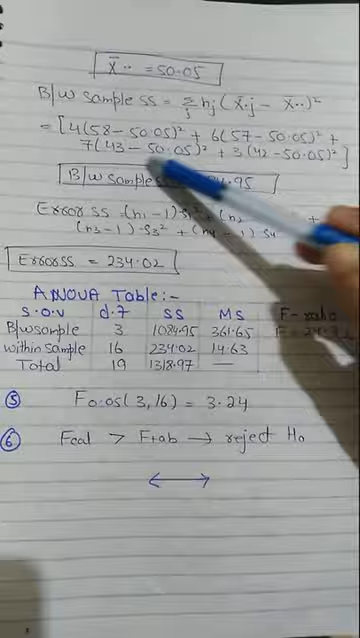 X̄.. = 50.05
B/w sample SS = Σj nj (X̄.j − X̄..)²
= [4(58−50.05)² + 6(57−50.05)² +
7(43−50.05)² + 3(42−50.05)²]
B/w sample 4.95
Error SS = (n1−1) S1² + (n2 +
(n3−1) S3² + (n4−1) S4
Error SS = 234.02
ANOVA Table:-
S.O.V d.f SS MS F-ratio
B/w sample 3 1084.95 361.65 F =
within sample 16 234.02 14.63
Total 19 1318.97 —
⑤ F0.05(3,16) = 3.24
⑥ Fcal > Ftab → reject H0